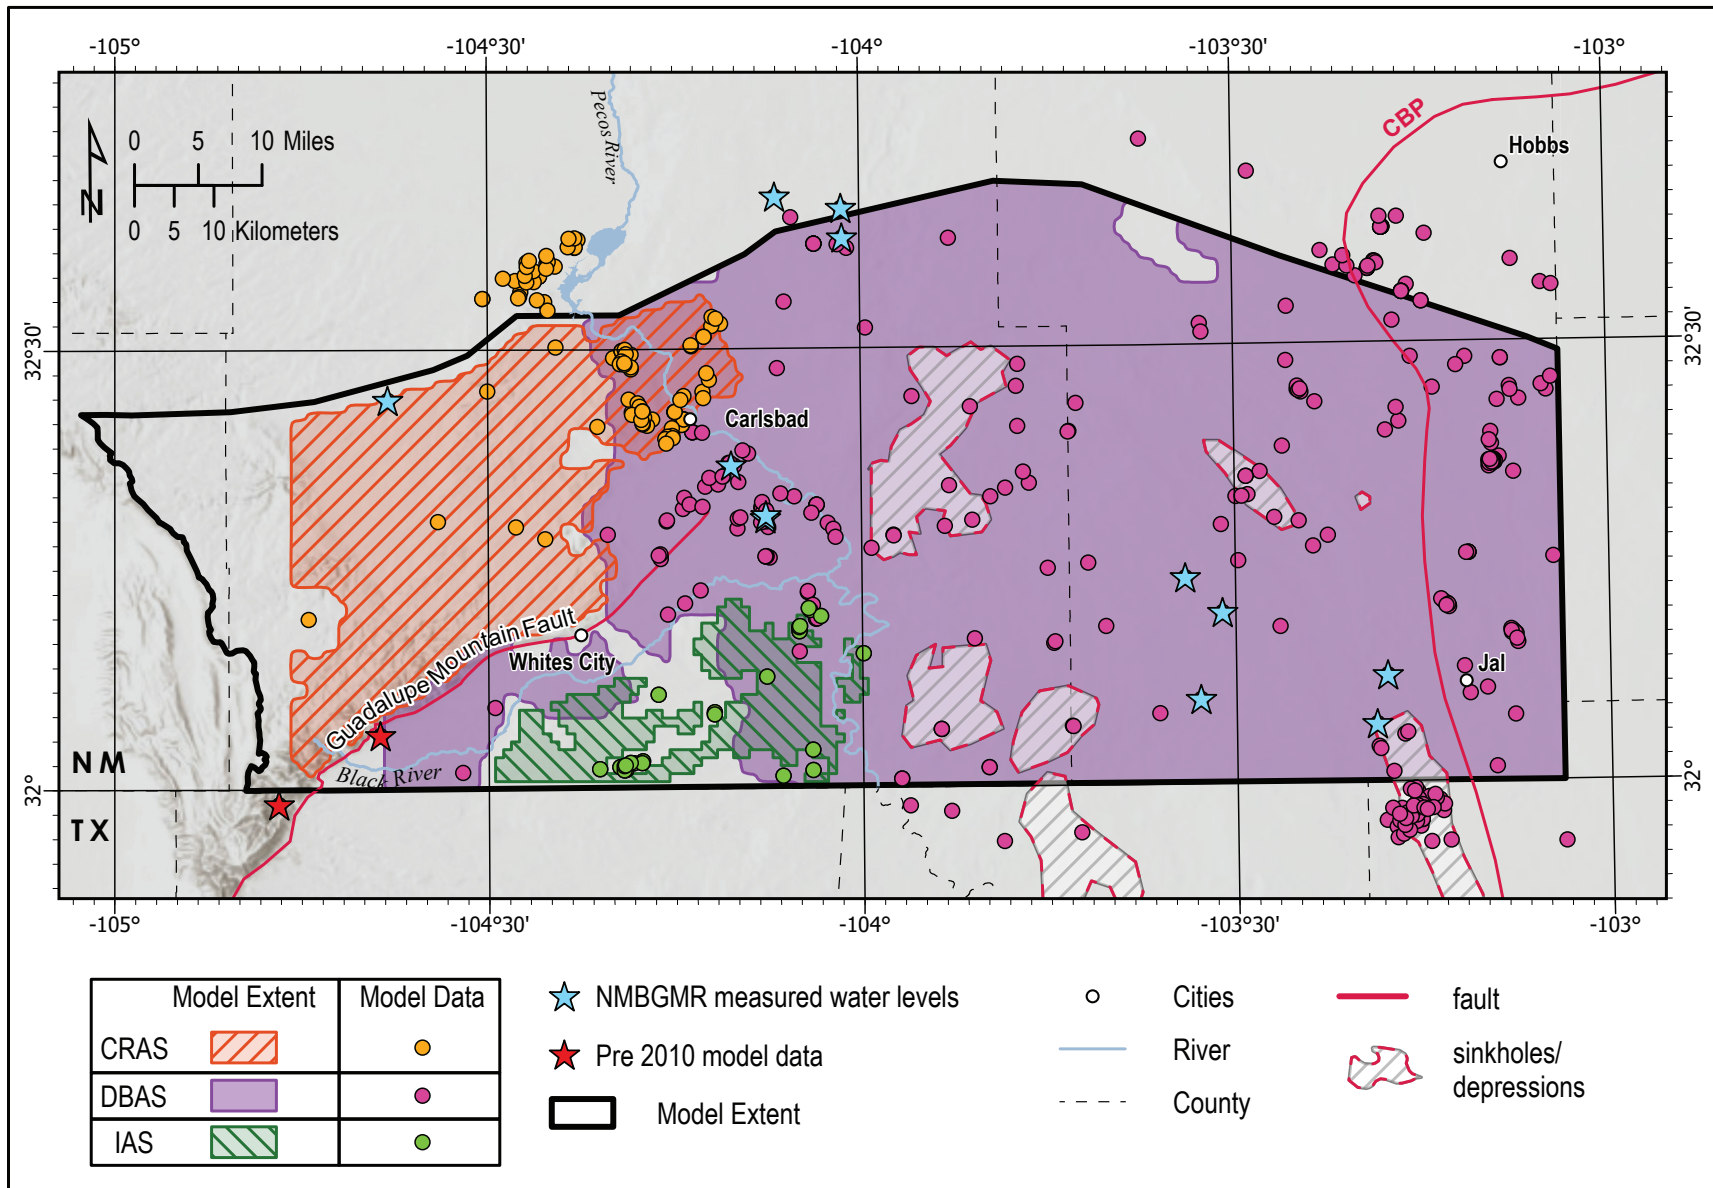 -105°
-104°30'
-104°
-103°30'
-103°
0
5
10 Miles
0
5
10 Kilometers
N
Pecos River
CBP
Hobbs
32°30'
32°30'
Carlsbad
Guadalupe Mountain Fault
Whites City
Jal
NM
Black River
32°
32°
TX
-105°
-104°30'
-104°
-103°30'
-103°
Model Extent
Model Data
CRAS
DBAS
IAS
NMBGMR measured water levels
Pre 2010 model data
Model Extent
Cities
River
County
fault
sinkholes/
depressions